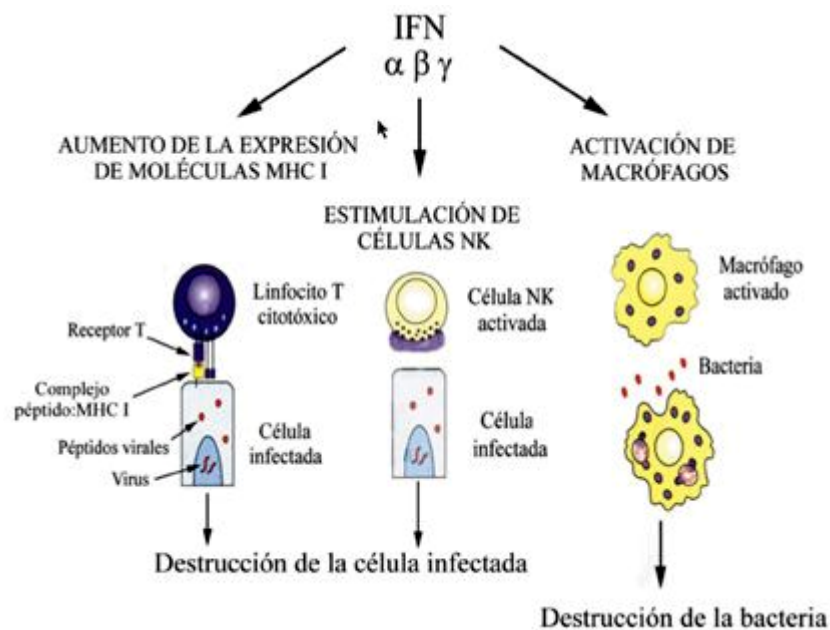 IFN
α β γ
AUMENTO DE LA EXPRESIÓN
DE MOLÉCULAS MHC I
ACTIVACIÓN DE
MACRÓFAGOS
ESTIMULACIÓN DE
CÉLULAS NK
Linfocito T
citotóxico
Receptor T
Complejo
péptido:MHC I
Péptidos virales
Virus
Célula
infectada
Célula NK
activada
Célula
infectada
Macrófago
activado
Bacteria
Destrucción de la célula infectada
Destrucción de la bacteria